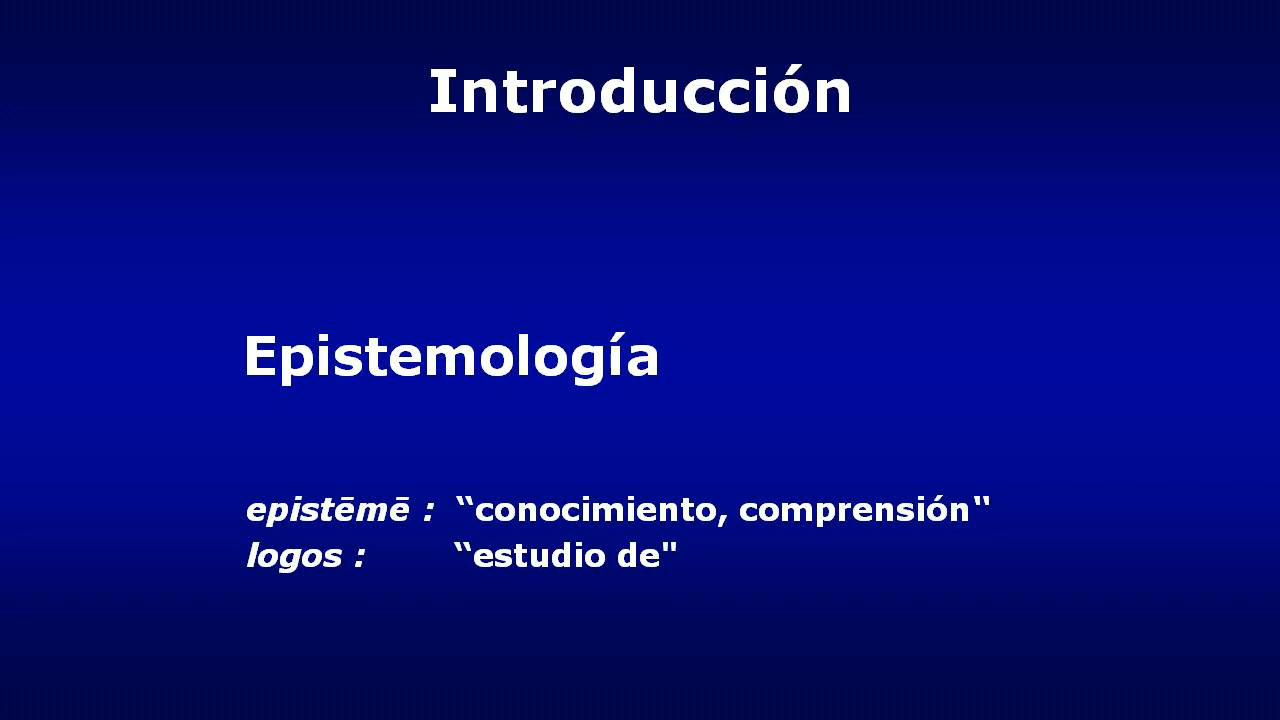 Introducción
Epistemología
epistēmē : “conocimiento, comprensión“
logos : “estudio de"